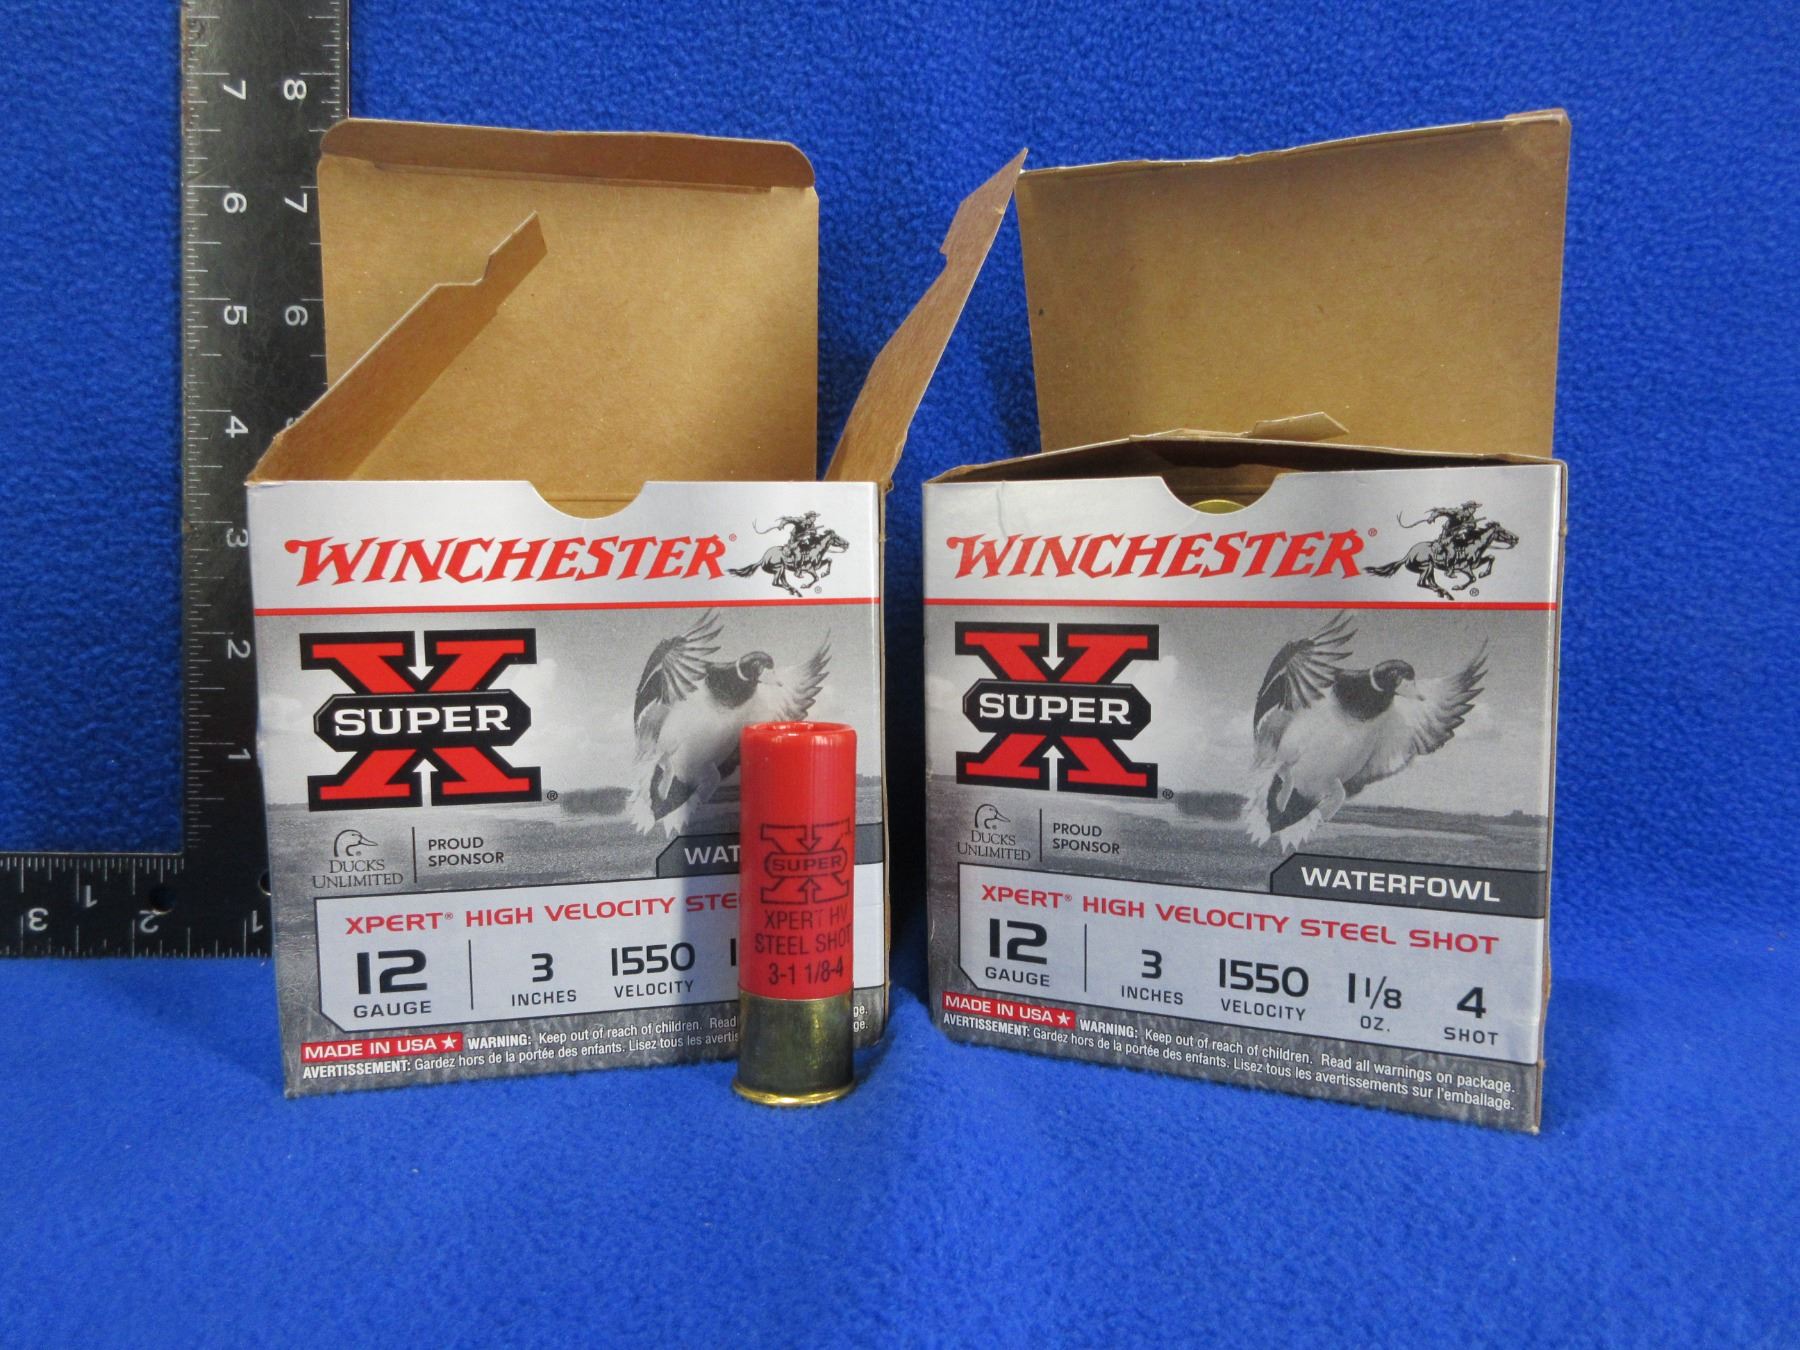 7 8
6 7
5 6
4
3
2
1
3 1 2 1
WINCHESTER®
SUPER X®
DUCKS UNLIMITED
PROUD SPONSOR
XPERT® HIGH VELOCITY
12 GAUGE
3 INCHES
1550 VELOCITY
MADE IN USA ★ WARNING: Keep out of reach of children. Read
AVERTISSEMENT: Gardez hors de la portée des enfants. Lisez tous les
X SUPER
XPERT HV
STEEL SHOT
3-1 1/8-4
WINCHESTER®
SUPER X®
DUCKS UNLIMITED
PROUD SPONSOR
WATERFOWL
XPERT® HIGH VELOCITY STEEL SHOT
12 GAUGE
3 INCHES
1550 VELOCITY
1 1/8 OZ.
4 SHOT
MADE IN USA ★ WARNING: Keep out of reach of children. Read all warnings on package.
AVERTISSEMENT: Gardez hors de la portée des enfants. Lisez tous les avertissements sur l'emballage.